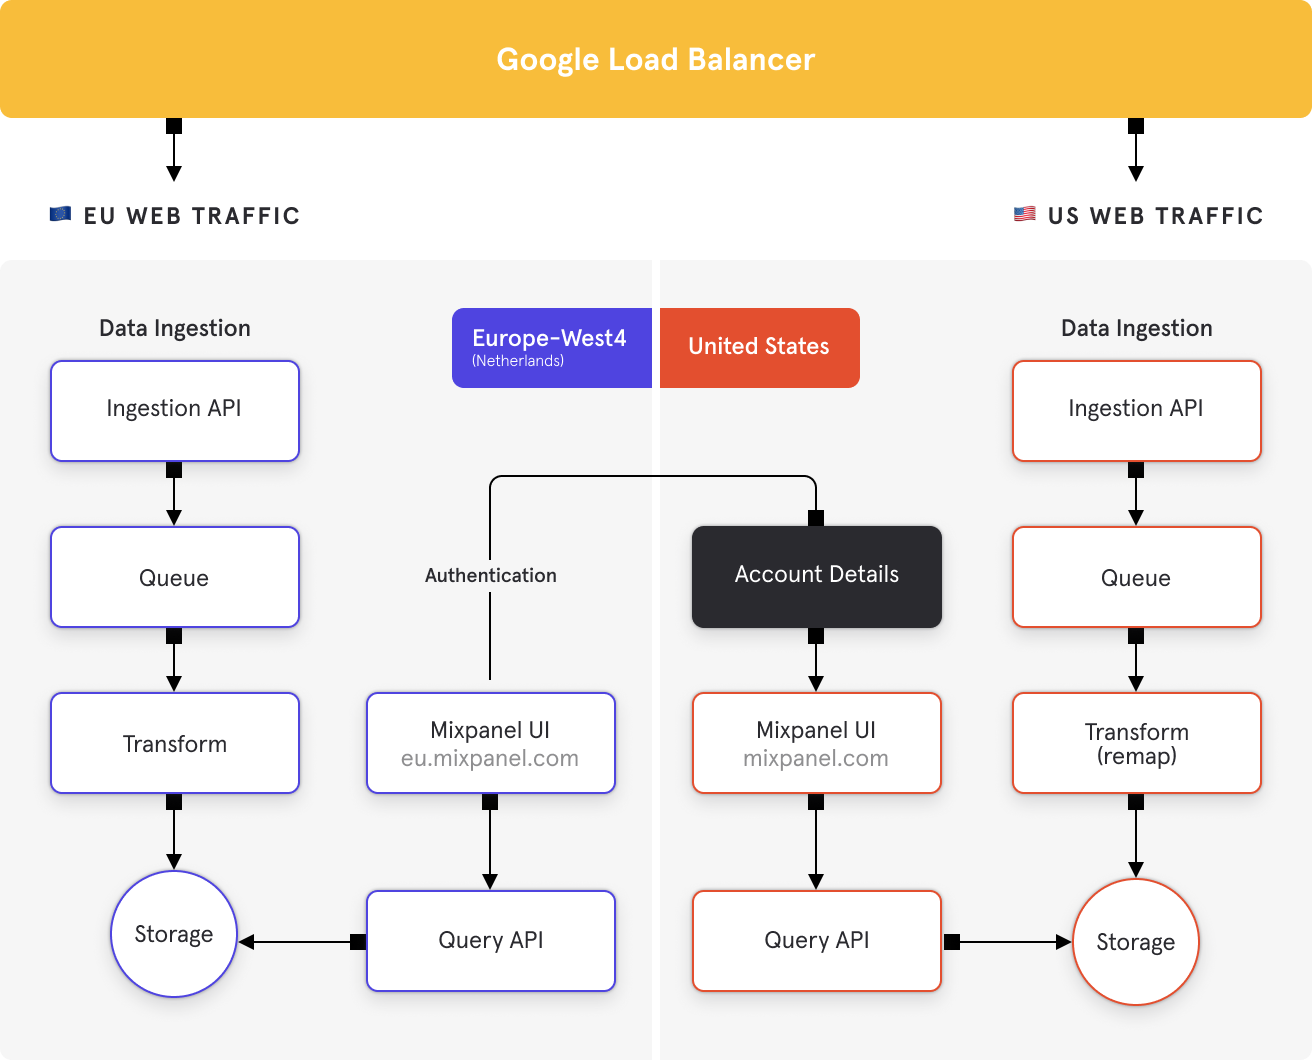 Google Load Balancer
EU WEB TRAFFIC
US WEB TRAFFIC
Data Ingestion
Europe-West4
(Netherlands)
United States
Data Ingestion
Ingestion API
Ingestion API
Queue
Authentication
Account Details
Queue
Transform
Mixpanel UI
eu.mixpanel.com
Mixpanel UI
mixpanel.com
Transform
(remap)
Storage
Query API
Query API
Storage